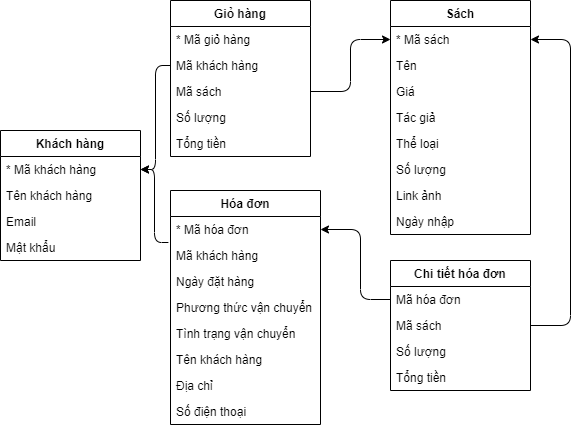 Giỏ hàng
* Mã giỏ hàng
Mã khách hàng
Mã sách
Số lượng
Tổng tiền
Sách
* Mã sách
Tên
Giá
Tác giả
Thể loại
Số lượng
Link ảnh
Ngày nhập
Khách hàng
* Mã khách hàng
Tên khách hàng
Email
Mật khẩu
Hóa đơn
* Mã hóa đơn
Mã khách hàng
Ngày đặt hàng
Phương thức vận chuyển
Tình trạng vận chuyển
Tên khách hàng
Địa chỉ
Số điện thoại
Chi tiết hóa đơn
Mã hóa đơn
Mã sách
Số lượng
Tổng tiền